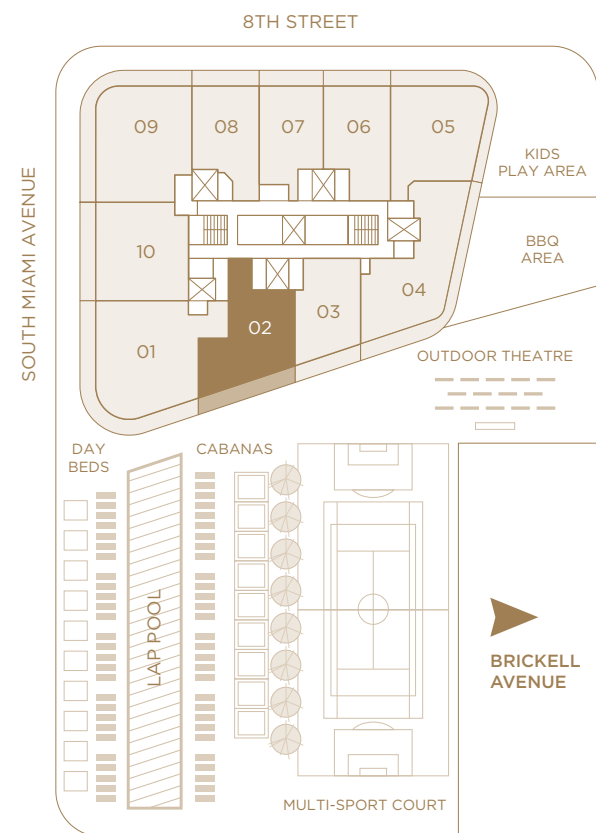 8TH STREET
SOUTH MIAMI AVENUE
09
08
07
06
05
KIDS
PLAY AREA
10
BBQ
AREA
01
02
03
04
OUTDOOR THEATRE
DAY
BEDS
CABANAS
LAP POOL
BRICKELL
AVENUE
MULTI-SPORT COURT